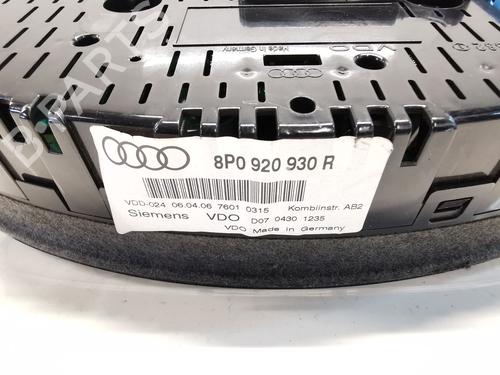 Made in Germany
VDO
B-PARTS
8P0 920 930 R
VDD-024 06.04.06 7601 0315 Kombiinstr. AB2
Siemens VDO D07 0430 1235
VDO Made in Germany